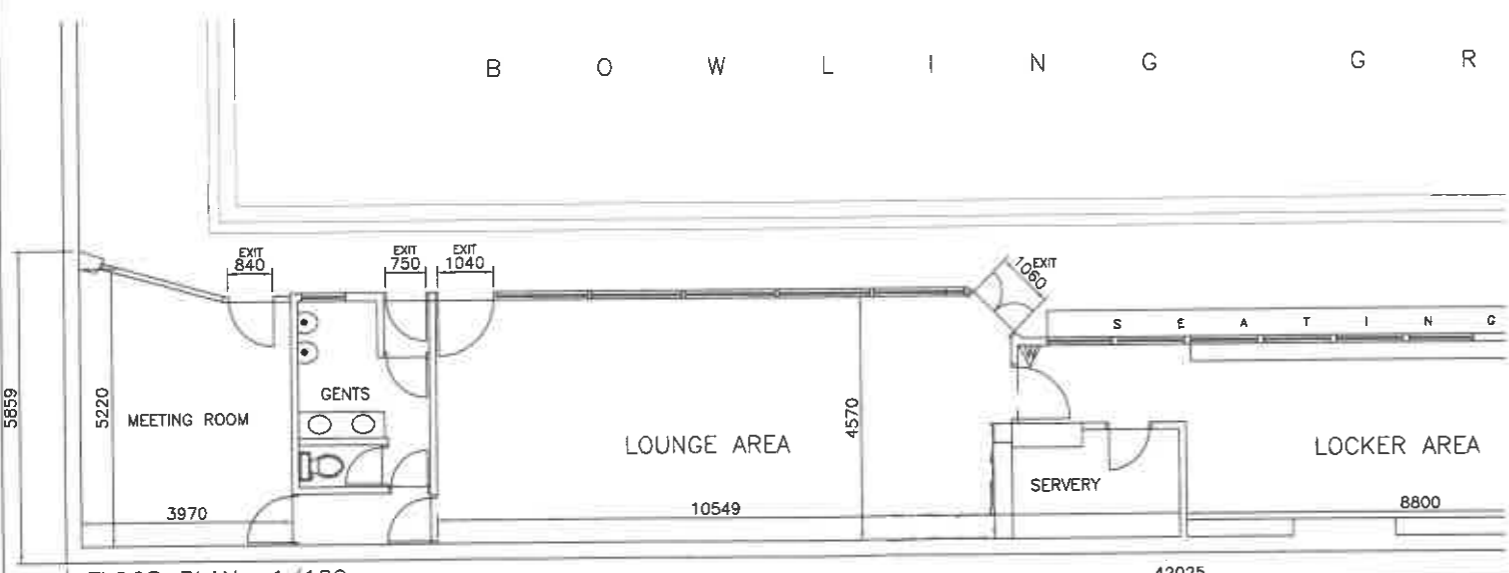 B O W L I N G G R
EXIT
840
EXIT
750
EXIT
1040
EXIT
1060
S E A T I N G
5859
5220
MEETING ROOM
GENTS
LOUNGE AREA
4570
LOCKER AREA
SERVERY
3970
10549
8800